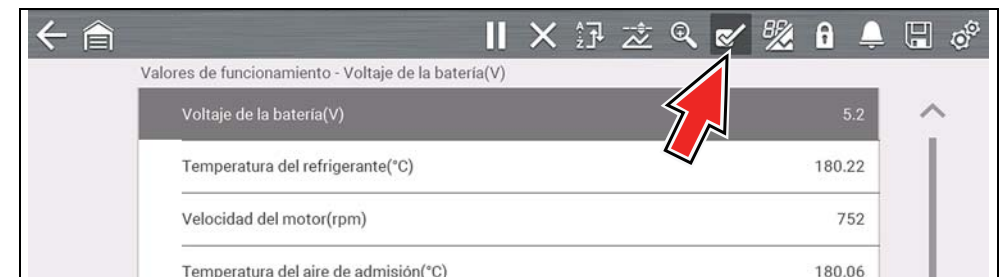 Valores de funcionamiento - Voltaje de la batería(V)
Voltaje de la batería(V) 5.2
Temperatura del refrigerante(°C) 180.22
Velocidad del motor(rpm) 752
Temperatura del aire de admisión(°C) 180.06